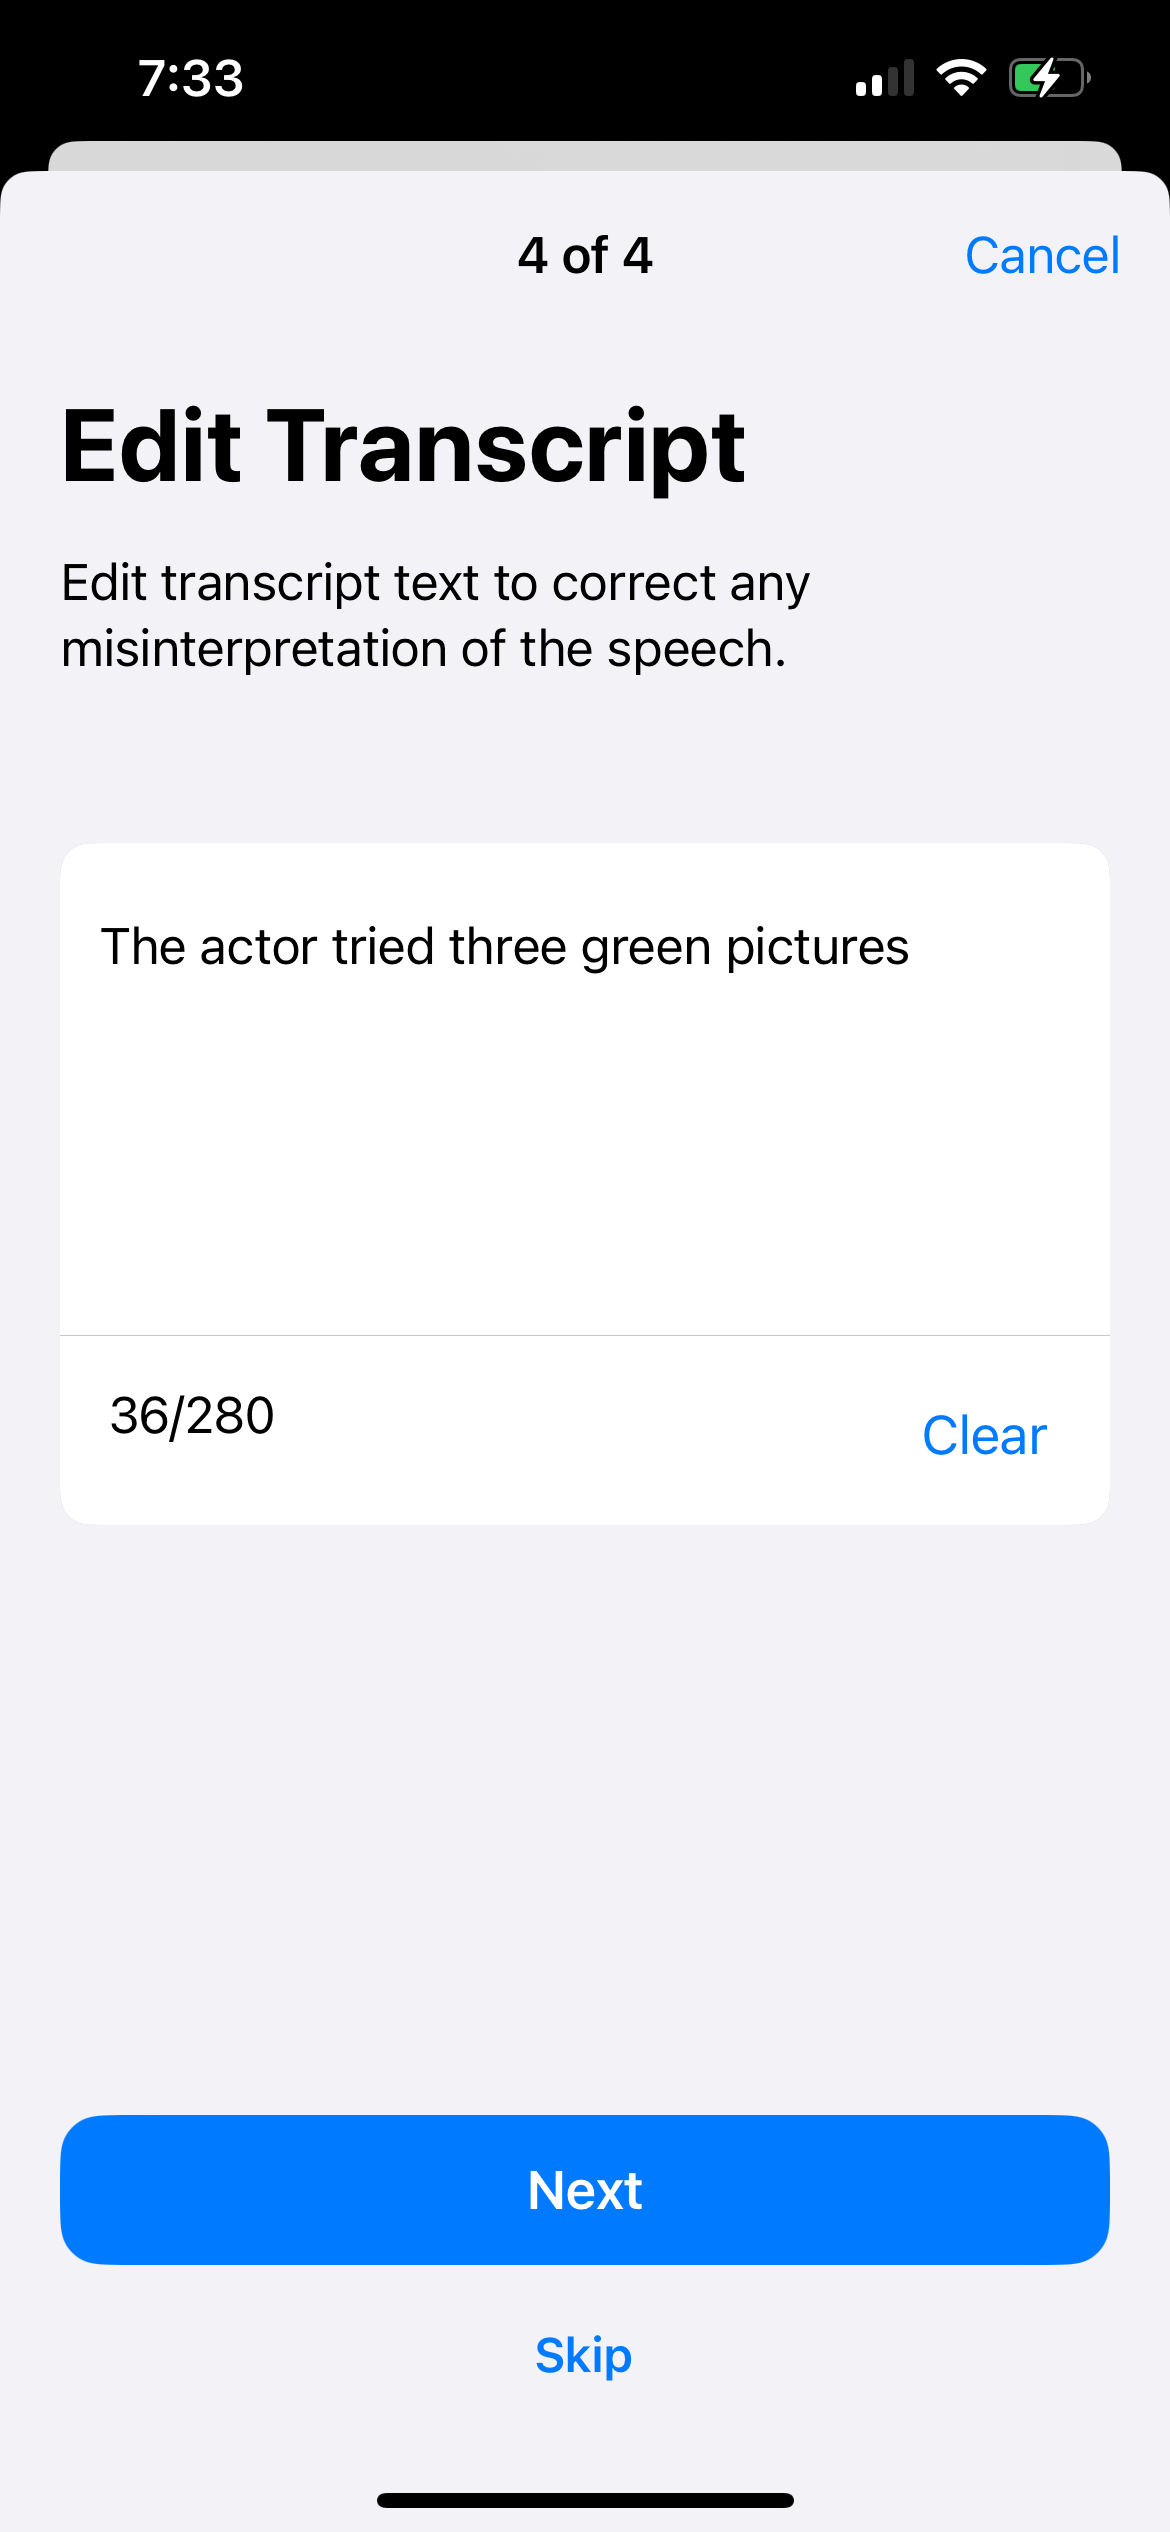 7:33
4 of 4
Cancel
Edit Transcript
Edit transcript text to correct any
misinterpretation of the speech.
The actor tried three green pictures
36/280
Clear
Next
Skip